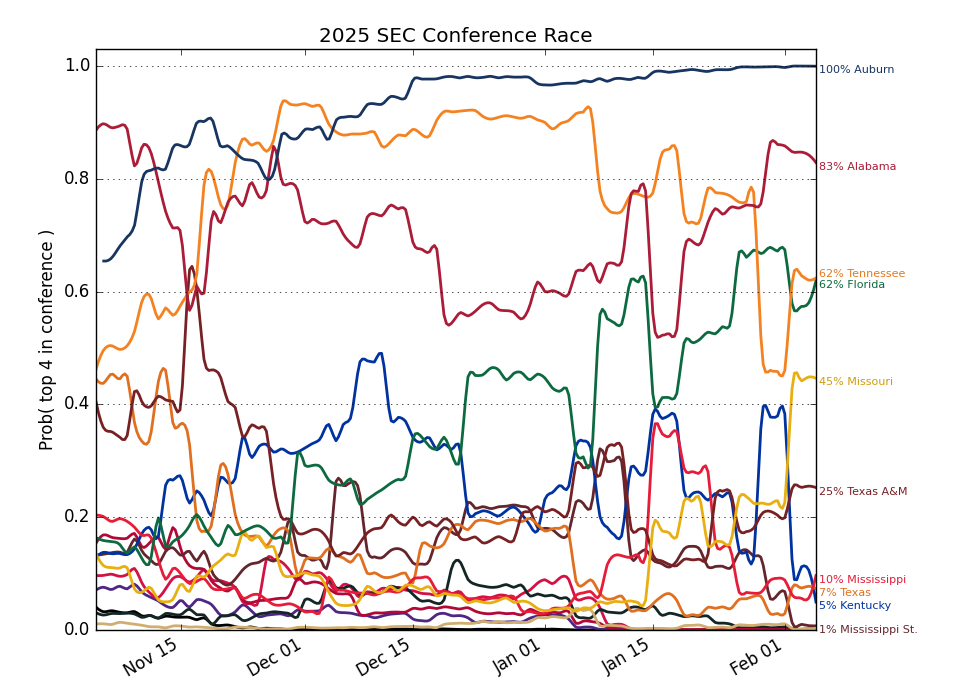 2025 SEC Conference Race
Prob( top 4 in conference )
1.0
0.8
0.6
0.4
0.2
0.0
Nov 15
Dec 01
Dec 15
Jan 01
Jan 15
Feb 01
100% Auburn
83% Alabama
62% Tennessee
62% Florida
45% Missouri
25% Texas A&M
10% Mississippi
7% Texas
5% Kentucky
1% Mississippi St.